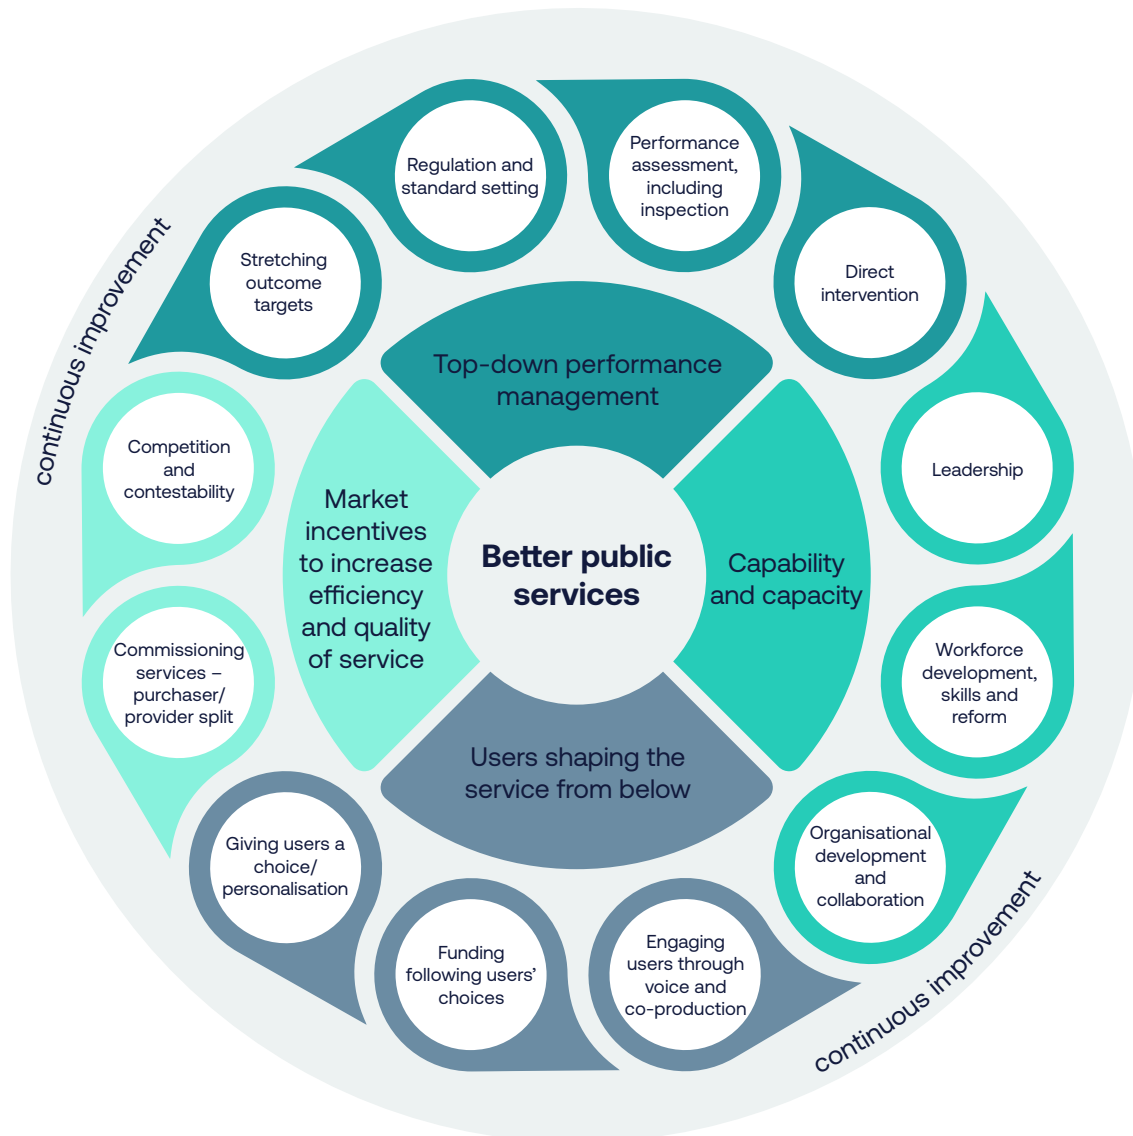 Better public
services
Top-down performance
management
Capability
and capacity
Users shaping the
service from below
Market
incentives
to increase
efficiency
and quality
of service
Regulation and
standard setting
Performance
assessment,
including
inspection
Direct
intervention
Leadership
Workforce
development,
skills and
reform
Organisational
development
and
collaboration
Engaging
users through
voice and
co-production
Funding
following users’
choices
Giving users a
choice/
personalisation
Commissioning
services –
purchaser/
provider split
Competition
and
contestability
Stretching
outcome
targets
continuous improvement
continuous improvement